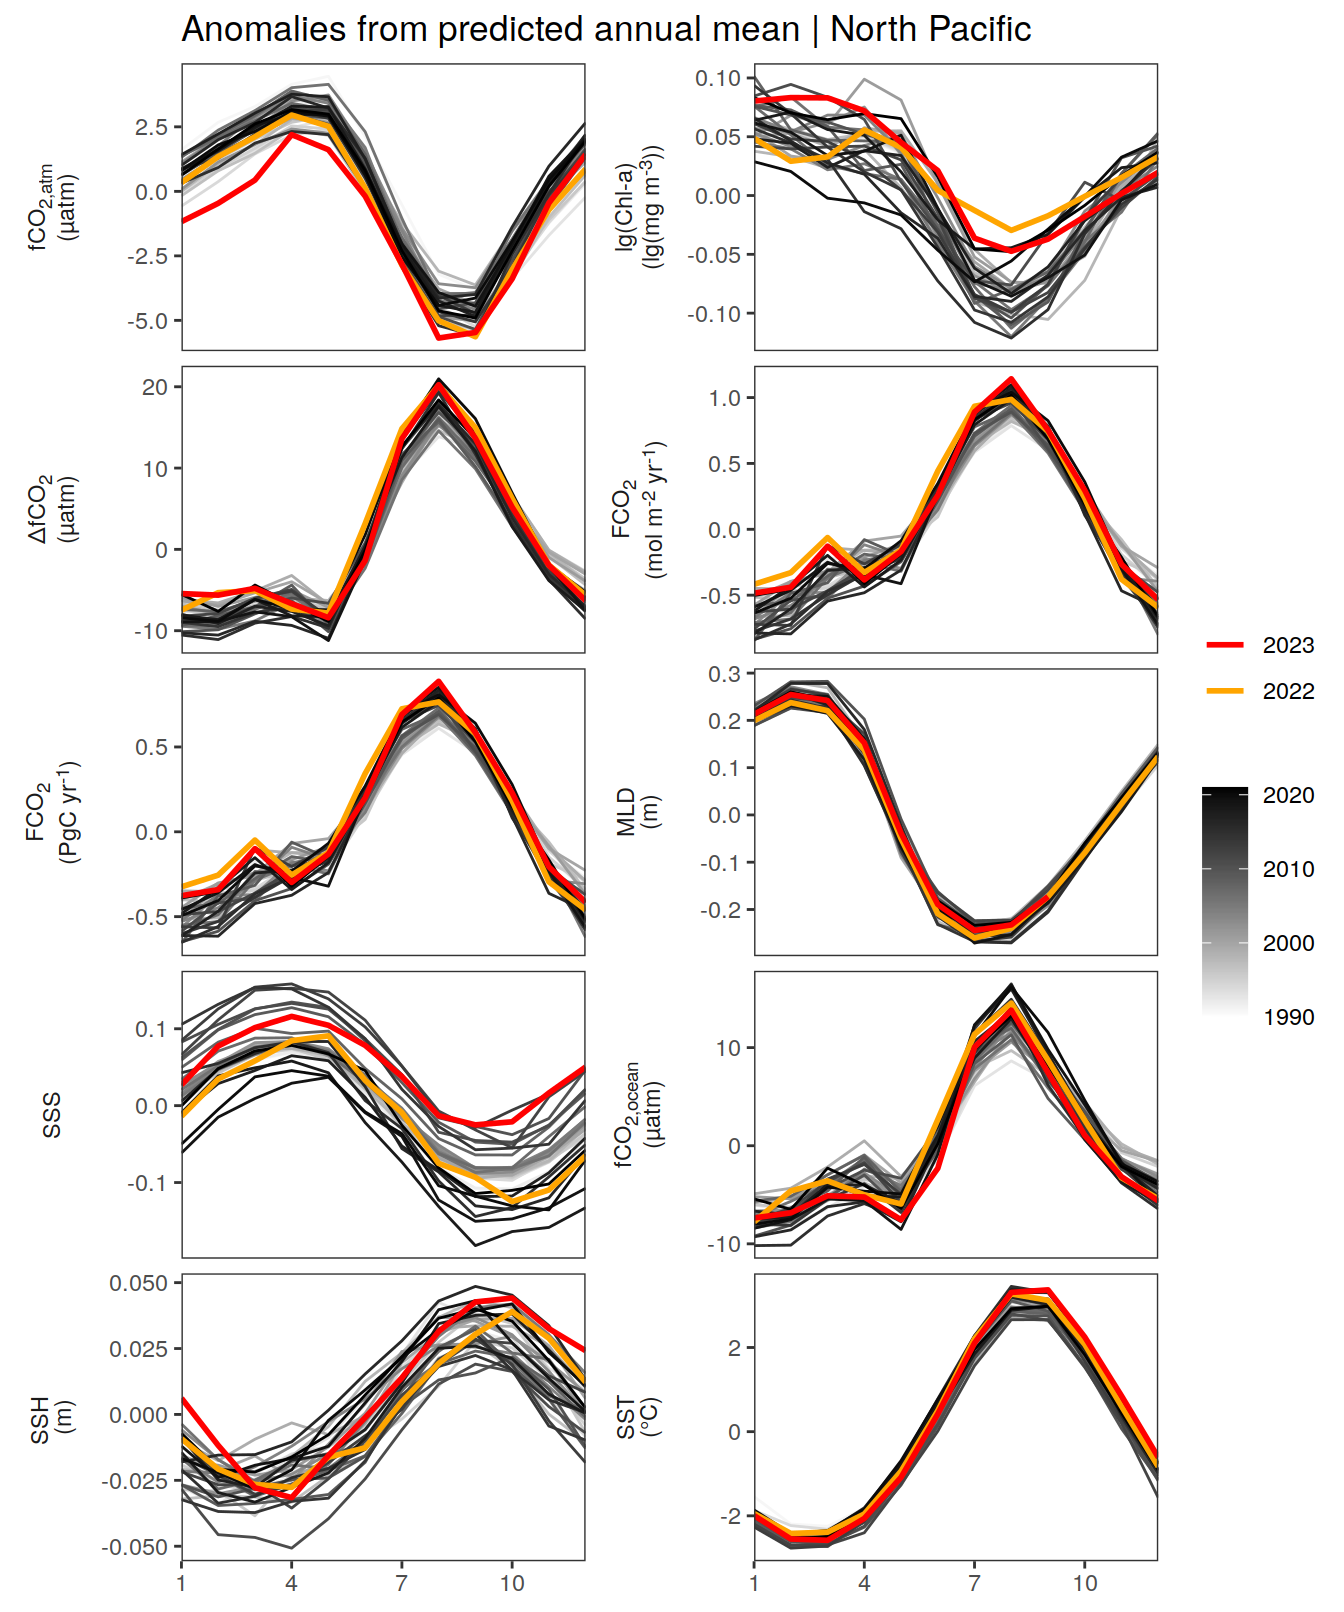 Anomalies from predicted annual mean | North Pacific
fCO2,atm
(µatm)
2.5
0.0
-2.5
-5.0
lg(Chl-a)
(lg(mg m-3))
0.10
0.05
0.00
-0.05
-0.10
ΔfCO2
(µatm)
20
10
0
-10
FCO2
(mol m-2 yr-1)
1.0
0.5
0.0
-0.5
FCO2
(PgC yr-1)
0.5
0.0
-0.5
MLD
(m)
0.3
0.2
0.1
0.0
-0.1
-0.2
SSS
0.1
0.0
-0.1
fCO2,ocean
(µatm)
10
0
-10
SSH
(m)
0.050
0.025
0.000
-0.025
-0.050
1 4 7 10
SST
(°C)
2
0
-2
1 4 7 10
2023
2022
2020
2010
2000
1990